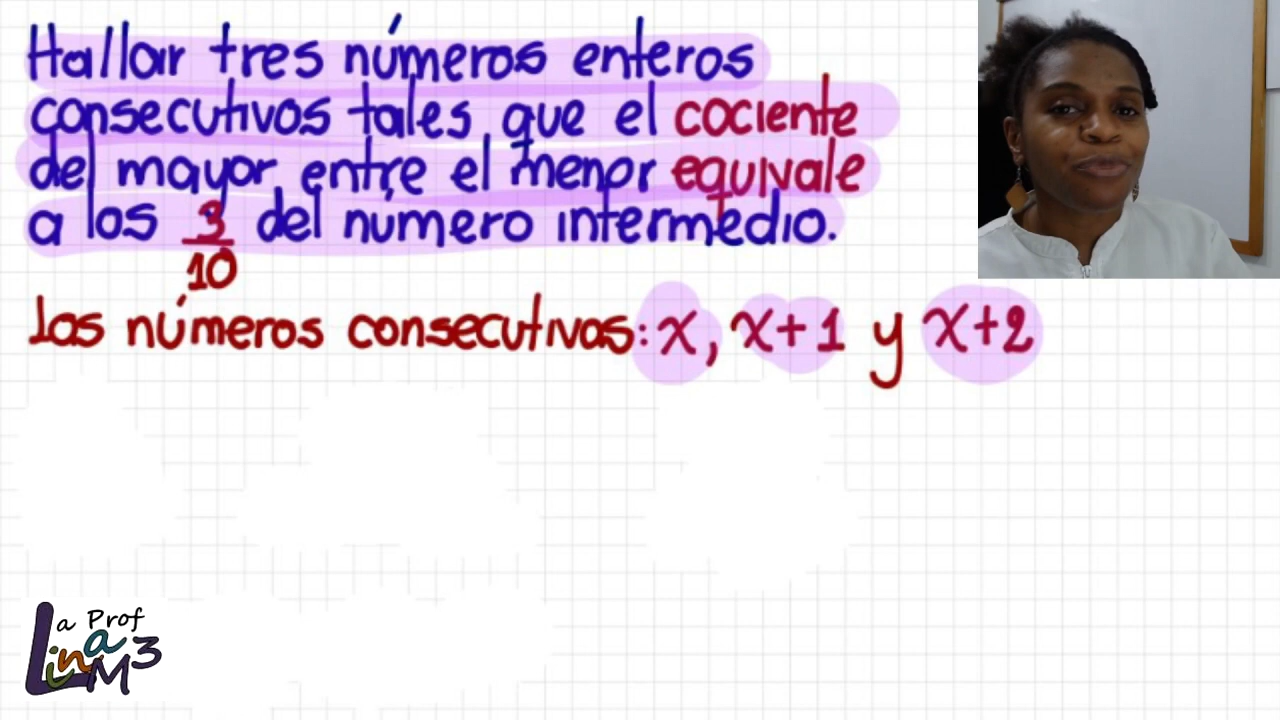 Hallar tres números enteros
consecutivos tales que el cociente
del mayor entre el menor equivale
a los 3/10 del número intermedio.
Los números consecutivos: x, x+1 y x+2
La Prof
Lina M3